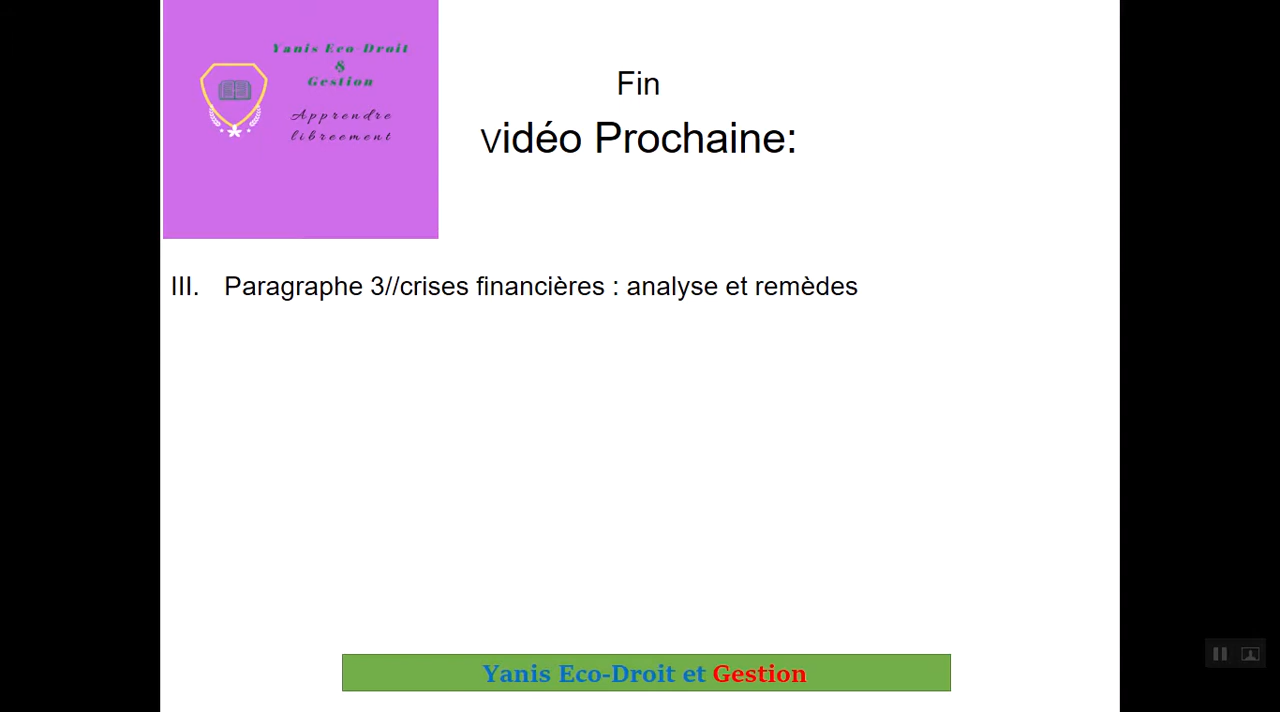 Yanis Eco Droit
&
Gestion
Apprendre
libreement
Fin
vidéo Prochaine:
III. Paragraphe 3//crises financières : analyse et remèdes
Yanis Eco-Droit et Gestion